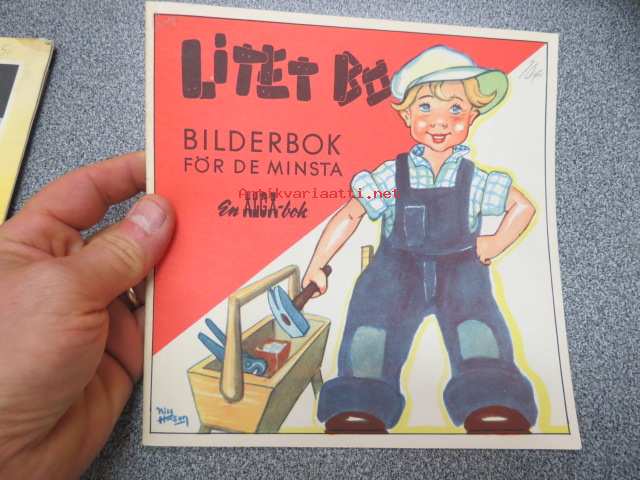 LITET BO
BILDERBOK
FÖR DE MINSTA
Antikvariaatti.net
En ALGA-bok